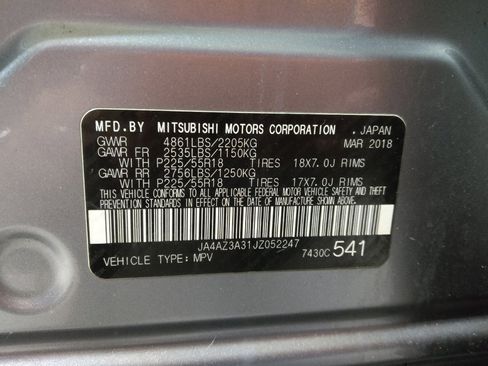 MFD.BY MITSUBISHI MOTORS CORPORATION . JAPAN
GVWR 4861LBS/2205KG MAR 2018
GAWR FR 2535LBS/1150KG
WITH P225/55R18 TIRES 18X7.0J RIMS
GAWR RR 2756LBS/1250KG
WITH P225/55R18 TIRES 17X7.0J RIMS
THIS VEHICLE CONFORMS TO ALL APPLICABLE FEDERAL MOTOR VEHICLE SAFETY AND THEFT
PREVENTION STANDARDS IN EFFECT ON THE DATE OF MANUFACTURE SHOWN ABOVE.
JA4AZ3A31JZ052247
VEHICLE TYPE: MPV 7430C 541